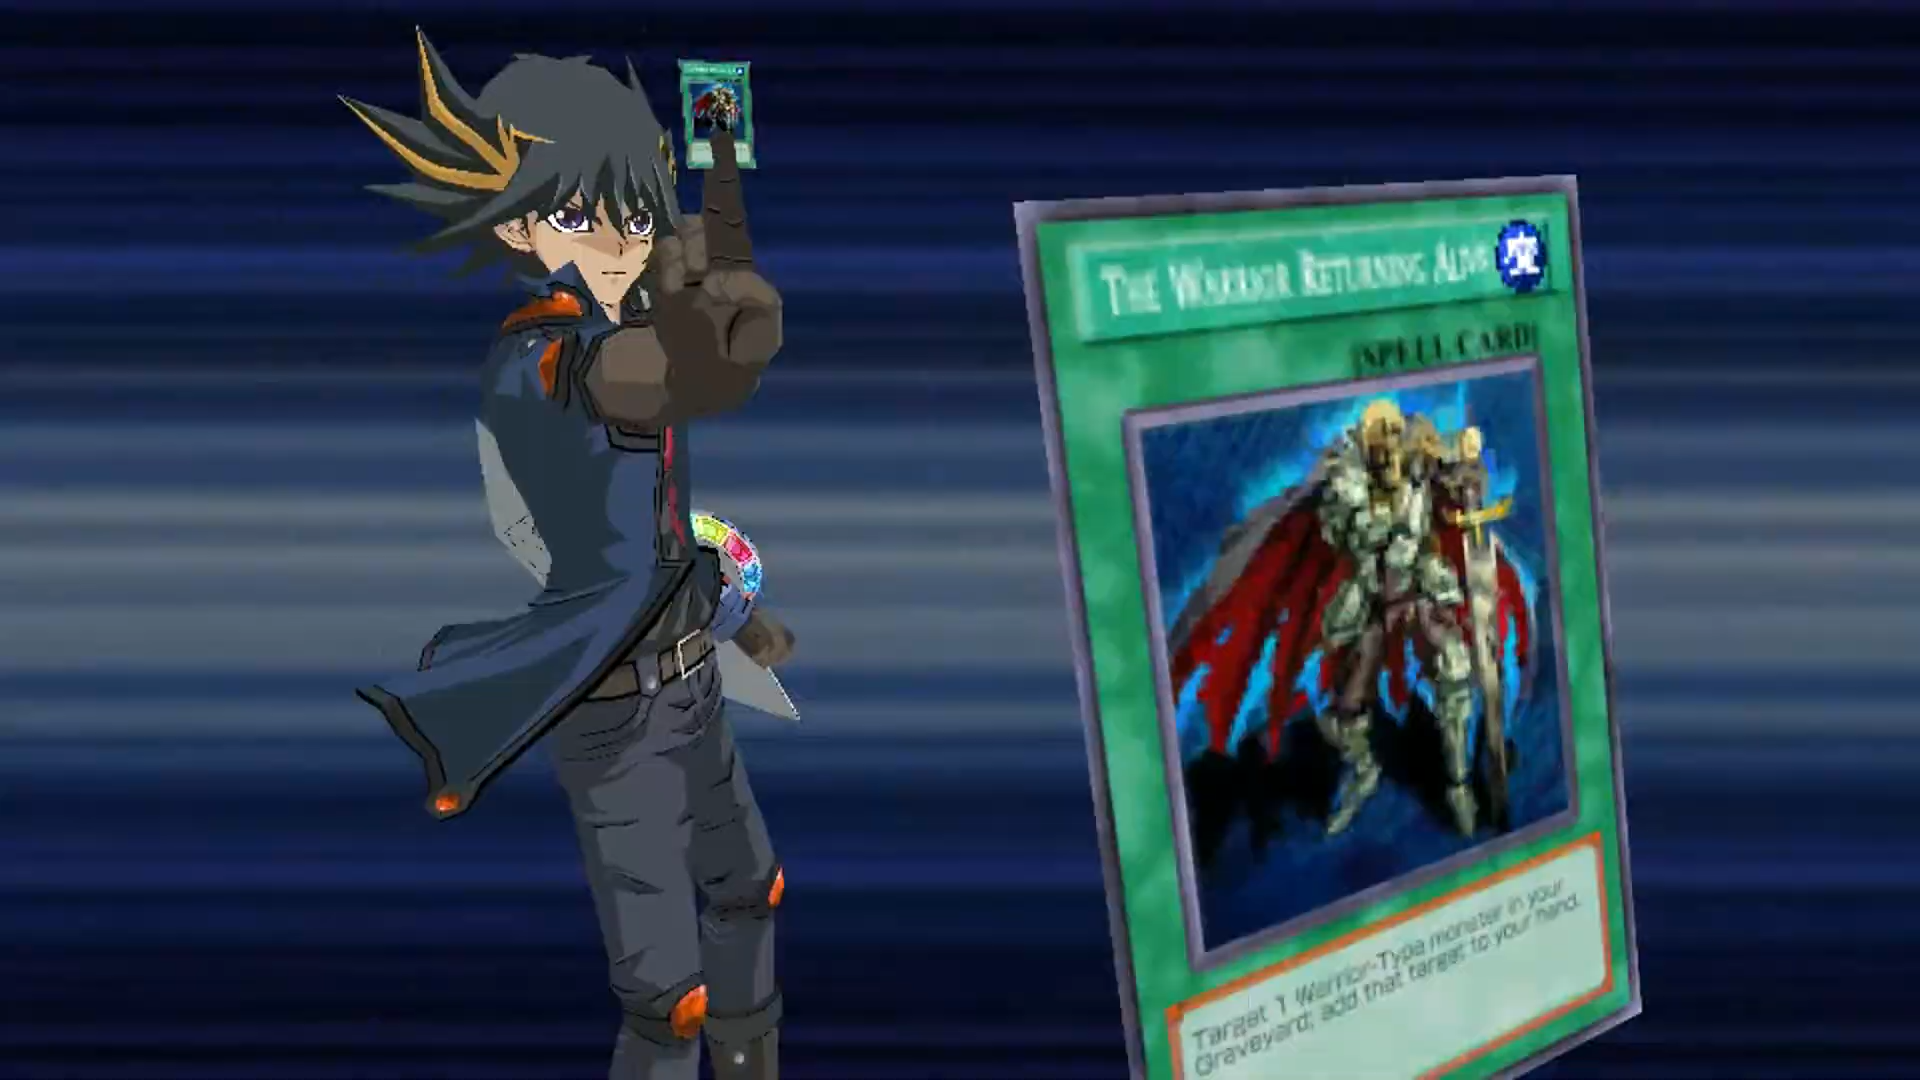 THE WARRIOR RETURNING ALIVE
[SPELL CARD]
Target 1 Warrior-Type monster in your
Graveyard; add that target to your hand.